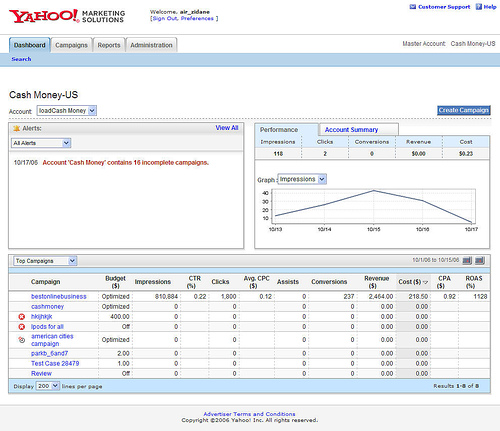 YAHOO! MARKETING SOLUTIONS
Welcome, air_zidane
[Sign Out, Preferences ]
Customer Support Help
Dashboard Campaigns Reports Administration
Master Account: Cash Money-US
Search
Cash Money-US
Account: loadCash Money
Create Campaign
Alerts: View All
All Alerts
10/17/06 Account 'Cash Money' contains 16 incomplete campaigns.
Performance Account Summary
Impressions Clicks Conversions Revenue Cost
118 2 0 $0.00 $0.23
Graph: Impressions
40
30
20
10
0
10/13 10/14 10/15 10/16 10/17
Top Campaigns
10/1/06 to 10/15/06
Campaign Budget ($) Impressions CTR (%) Clicks Avg. CPC ($) Assists Conversions Revenue ($) Cost ($) CPA ($) ROAS (%)
bestonlinebusiness Optimized 810,884 0.22 1,800 0.12 237 2,464.00 218.50 0.92 1128
cashmoney Optimized 0 0 0 0 0.00 0.00
hkjhjkjk 400.00 0 0 0 0 0.00 0.00
Ipods for all Off 0 0 0 0 0.00 0.00
american cities campaign Optimized 0 0 0 0 0.00 0.00
parkb_6and7 2.00 0 0 0 0 0.00 0.00
Test Case 28479 1.00 0 0 0 0 0.00 0.00
Review Off 0 0 0 0 0.00 0.00
Display 200 lines per page
Results 1-8 of 8
Advertiser Terms and Conditions
Copyright ©2006 Yahoo! Inc. All rights reserved.